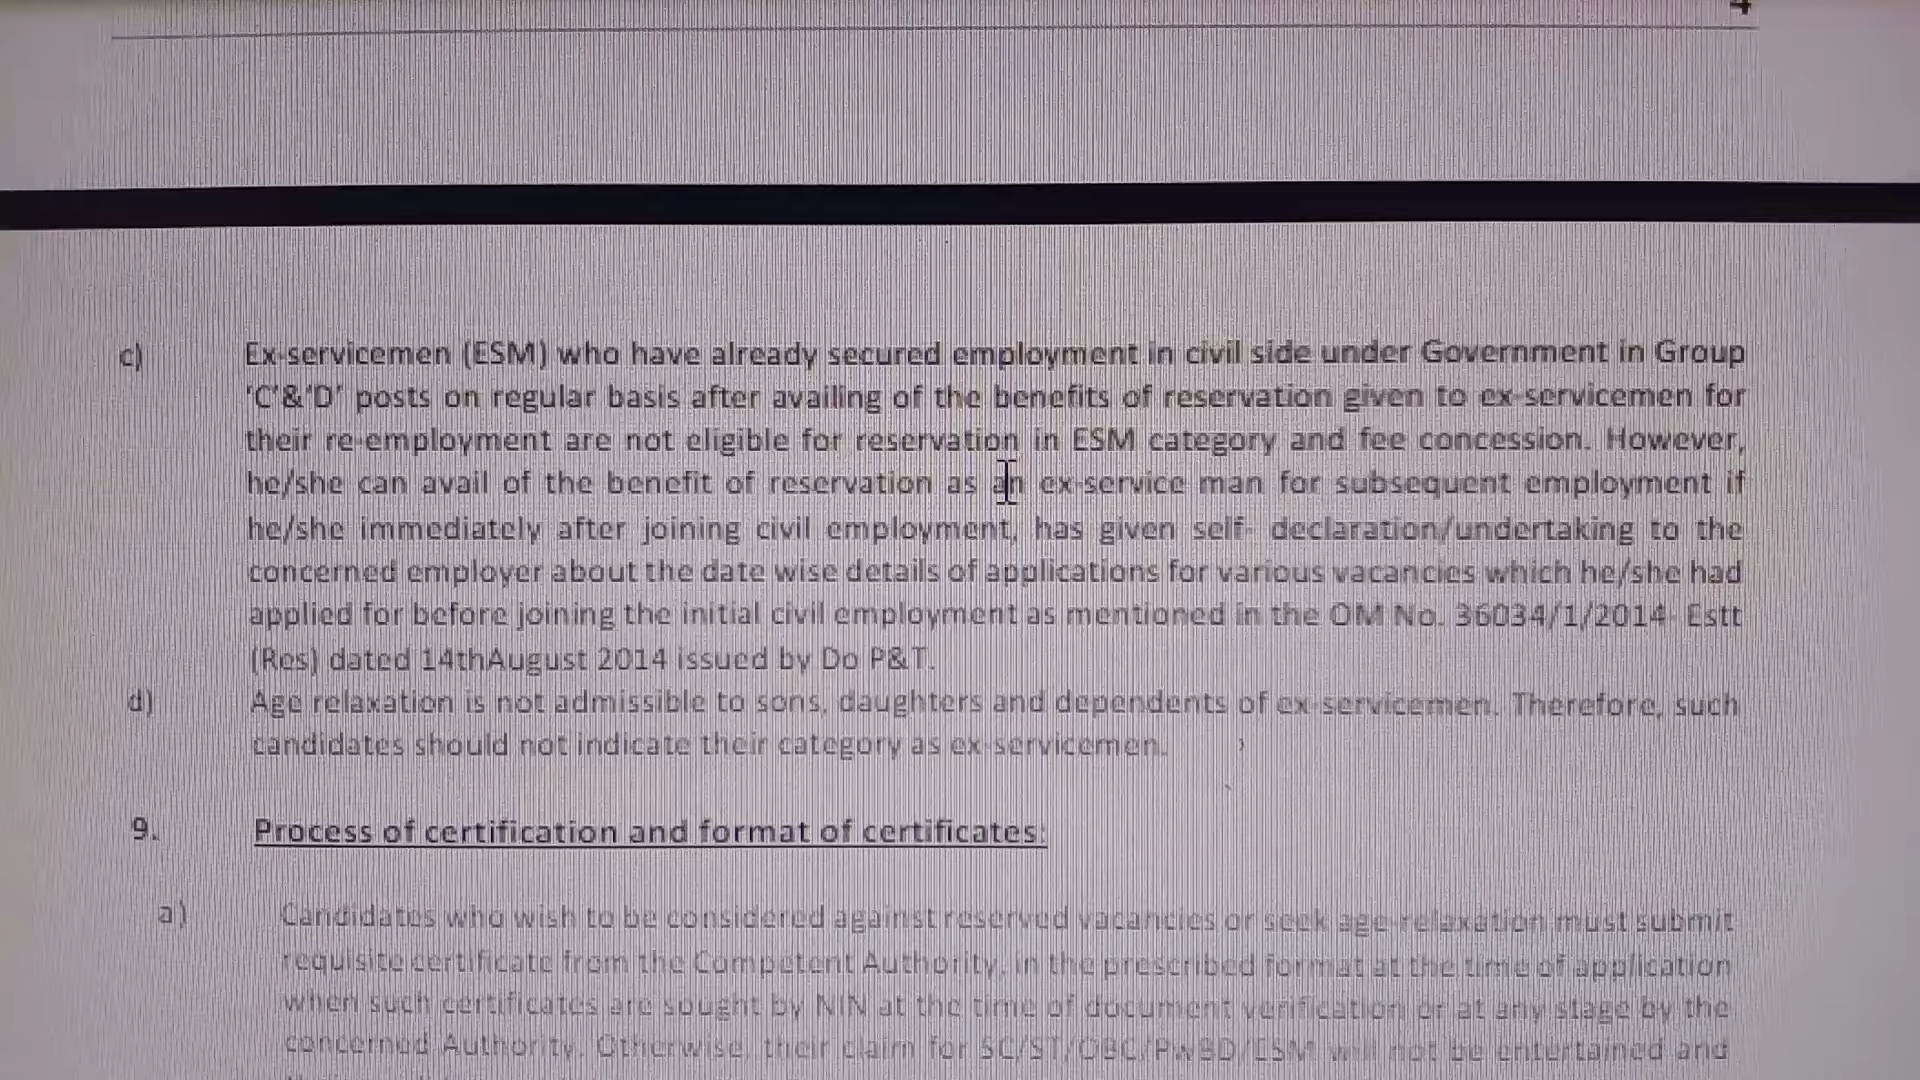 4
c) Ex-servicemen (ESM) who have already secured employment in civil side under Government in Group
'C'&'D' posts on regular basis after availing of the benefits of reservation given to ex-servicemen for
their re-employment are not eligible for reservation in ESM category and fee concession. However,
he/she can avail of the benefit of reservation as an ex-service man for subsequent employment if
he/she immediately after joining civil employment, has given self- declaration/undertaking to the
concerned employer about the date wise details of applications for various vacancies which he/she had
applied for before joining the initial civil employment as mentioned in the OM No. 36034/1/2014- Estt
(Res) dated 14thAugust 2014 issued by Do P&T.
d) Age relaxation is not admissible to sons, daughters and dependents of ex-servicemen. Therefore, such
candidates should not indicate their category as ex-servicemen.
9. Process of certification and format of certificates:
a) Candidates who wish to be considered against reserved vacancies or seek age-relaxation must submit
requisite certificate from the Competent Authority, in the prescribed format at the time of application
when such certificates are sought by NIN at the time of document verification or at any stage by the
concerned Authority. Otherwise, their claim for SC/ST/OBC/PwBD/ESM will not be entertained and